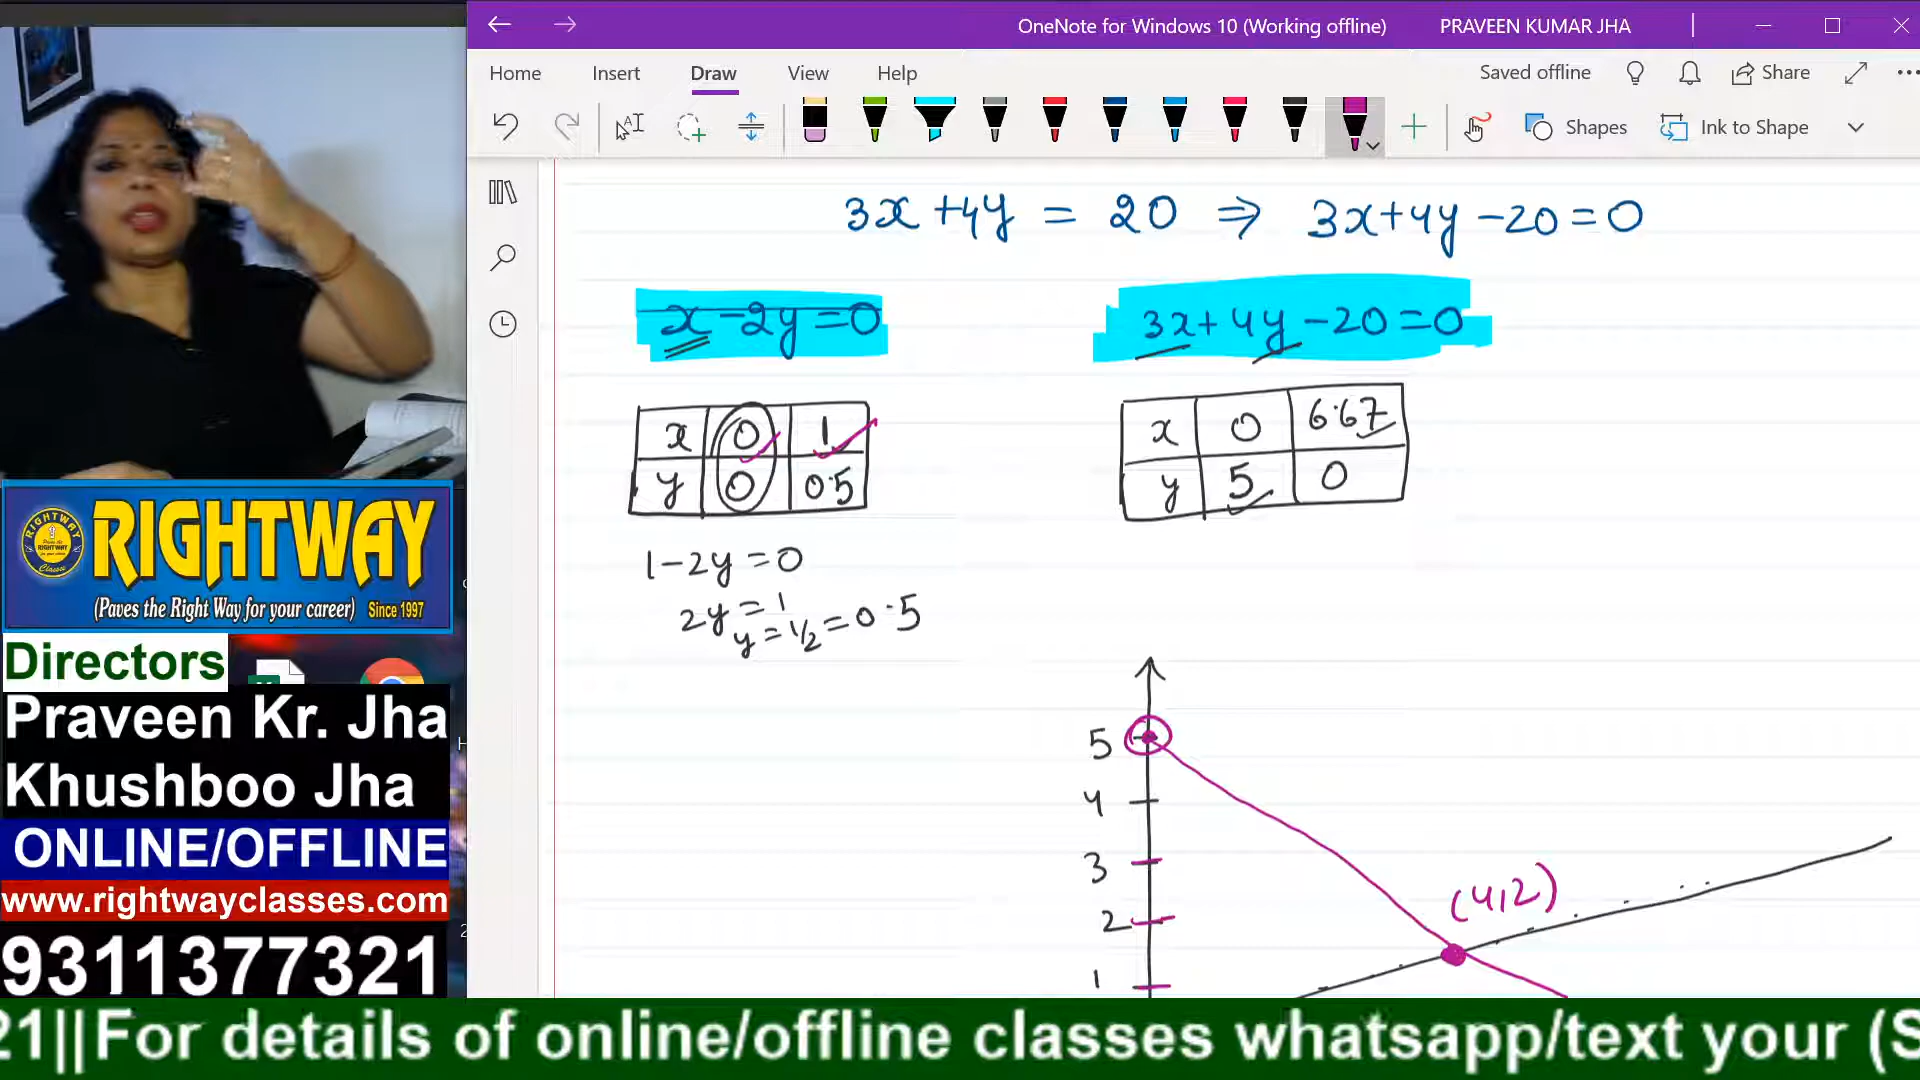 OneNote for Windows 10 (Working offline) PRAVEEN KUMAR JHA
Home Insert Draw View Help Saved offline Share
Shapes Ink to Shape
3x+4y = 20 ⇒ 3x+4y-20=0
x-2y=0 3x+4y-20=0
x 0 1
y 0 0.5
x 0 6.67
y 5 0
1-2y=0
2y=1
y=1/2=0.5
5
4
3
(4,2)
2
1
RIGHTWAY
RIGHTWAY
Classes
(Paves the Right Way for your career) Since 1997
Directors
Praveen Kr. Jha
Khushboo Jha
ONLINE/OFFLINE
www.rightwayclasses.com
9311377321
21||For details of online/offline classes whatsapp/text your (S